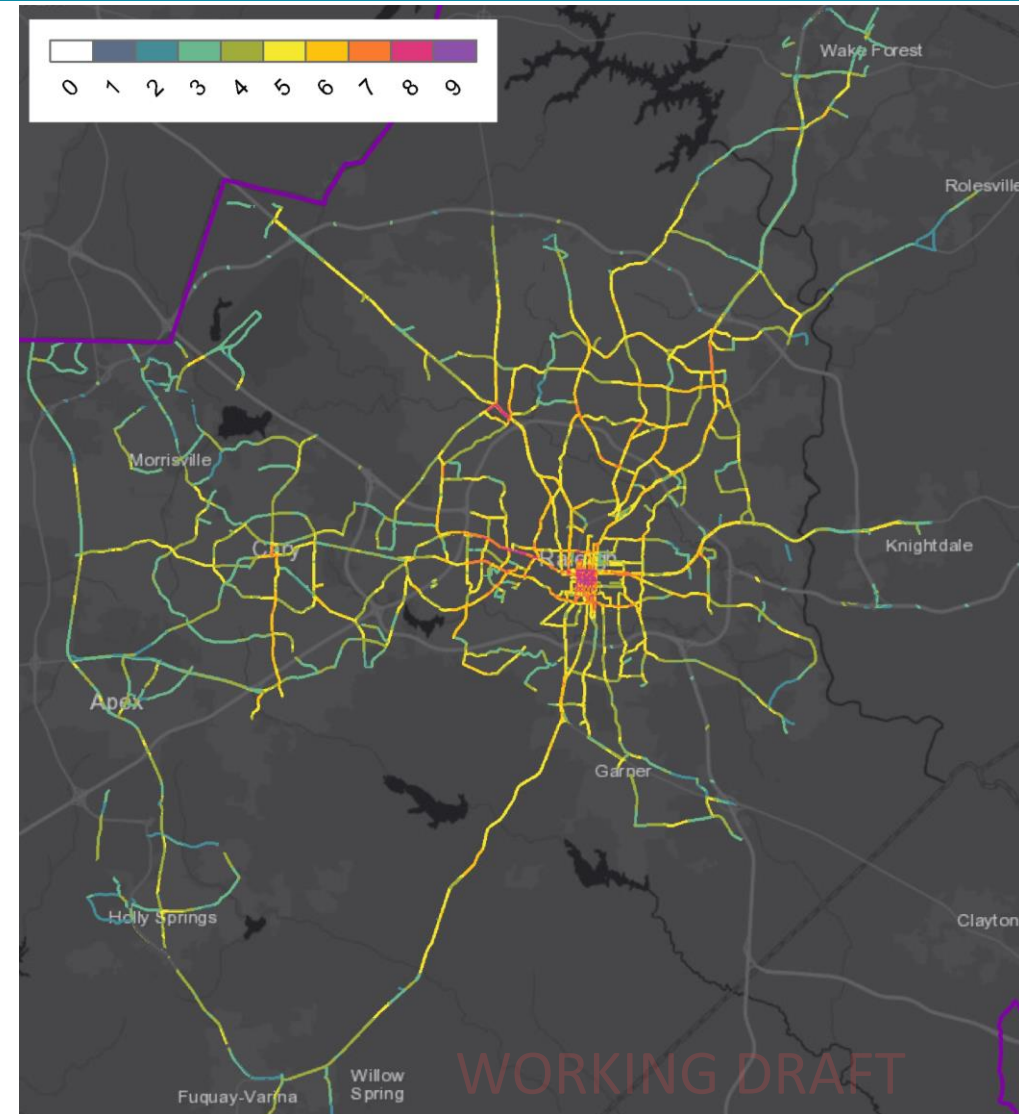 0 1 2 3 4 5 6 7 8 9
Wake Forest
Rolesville
Morrisville
Cary
Raleigh
Knightdale
Apex
Garner
Holly Springs
Clayton
WORKING DRAFT
Willow
Spring
Fuquay-Varina